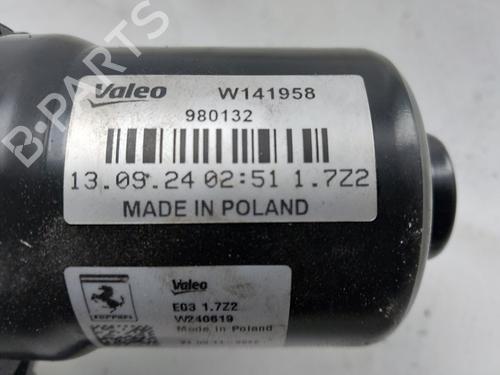 Valeo W141958
980132
13.09.24 02:51 1.7Z2
MADE IN POLAND
Valeo
E03 1.7Z2
Ferrari W240619
Made in Poland
B-PARTS